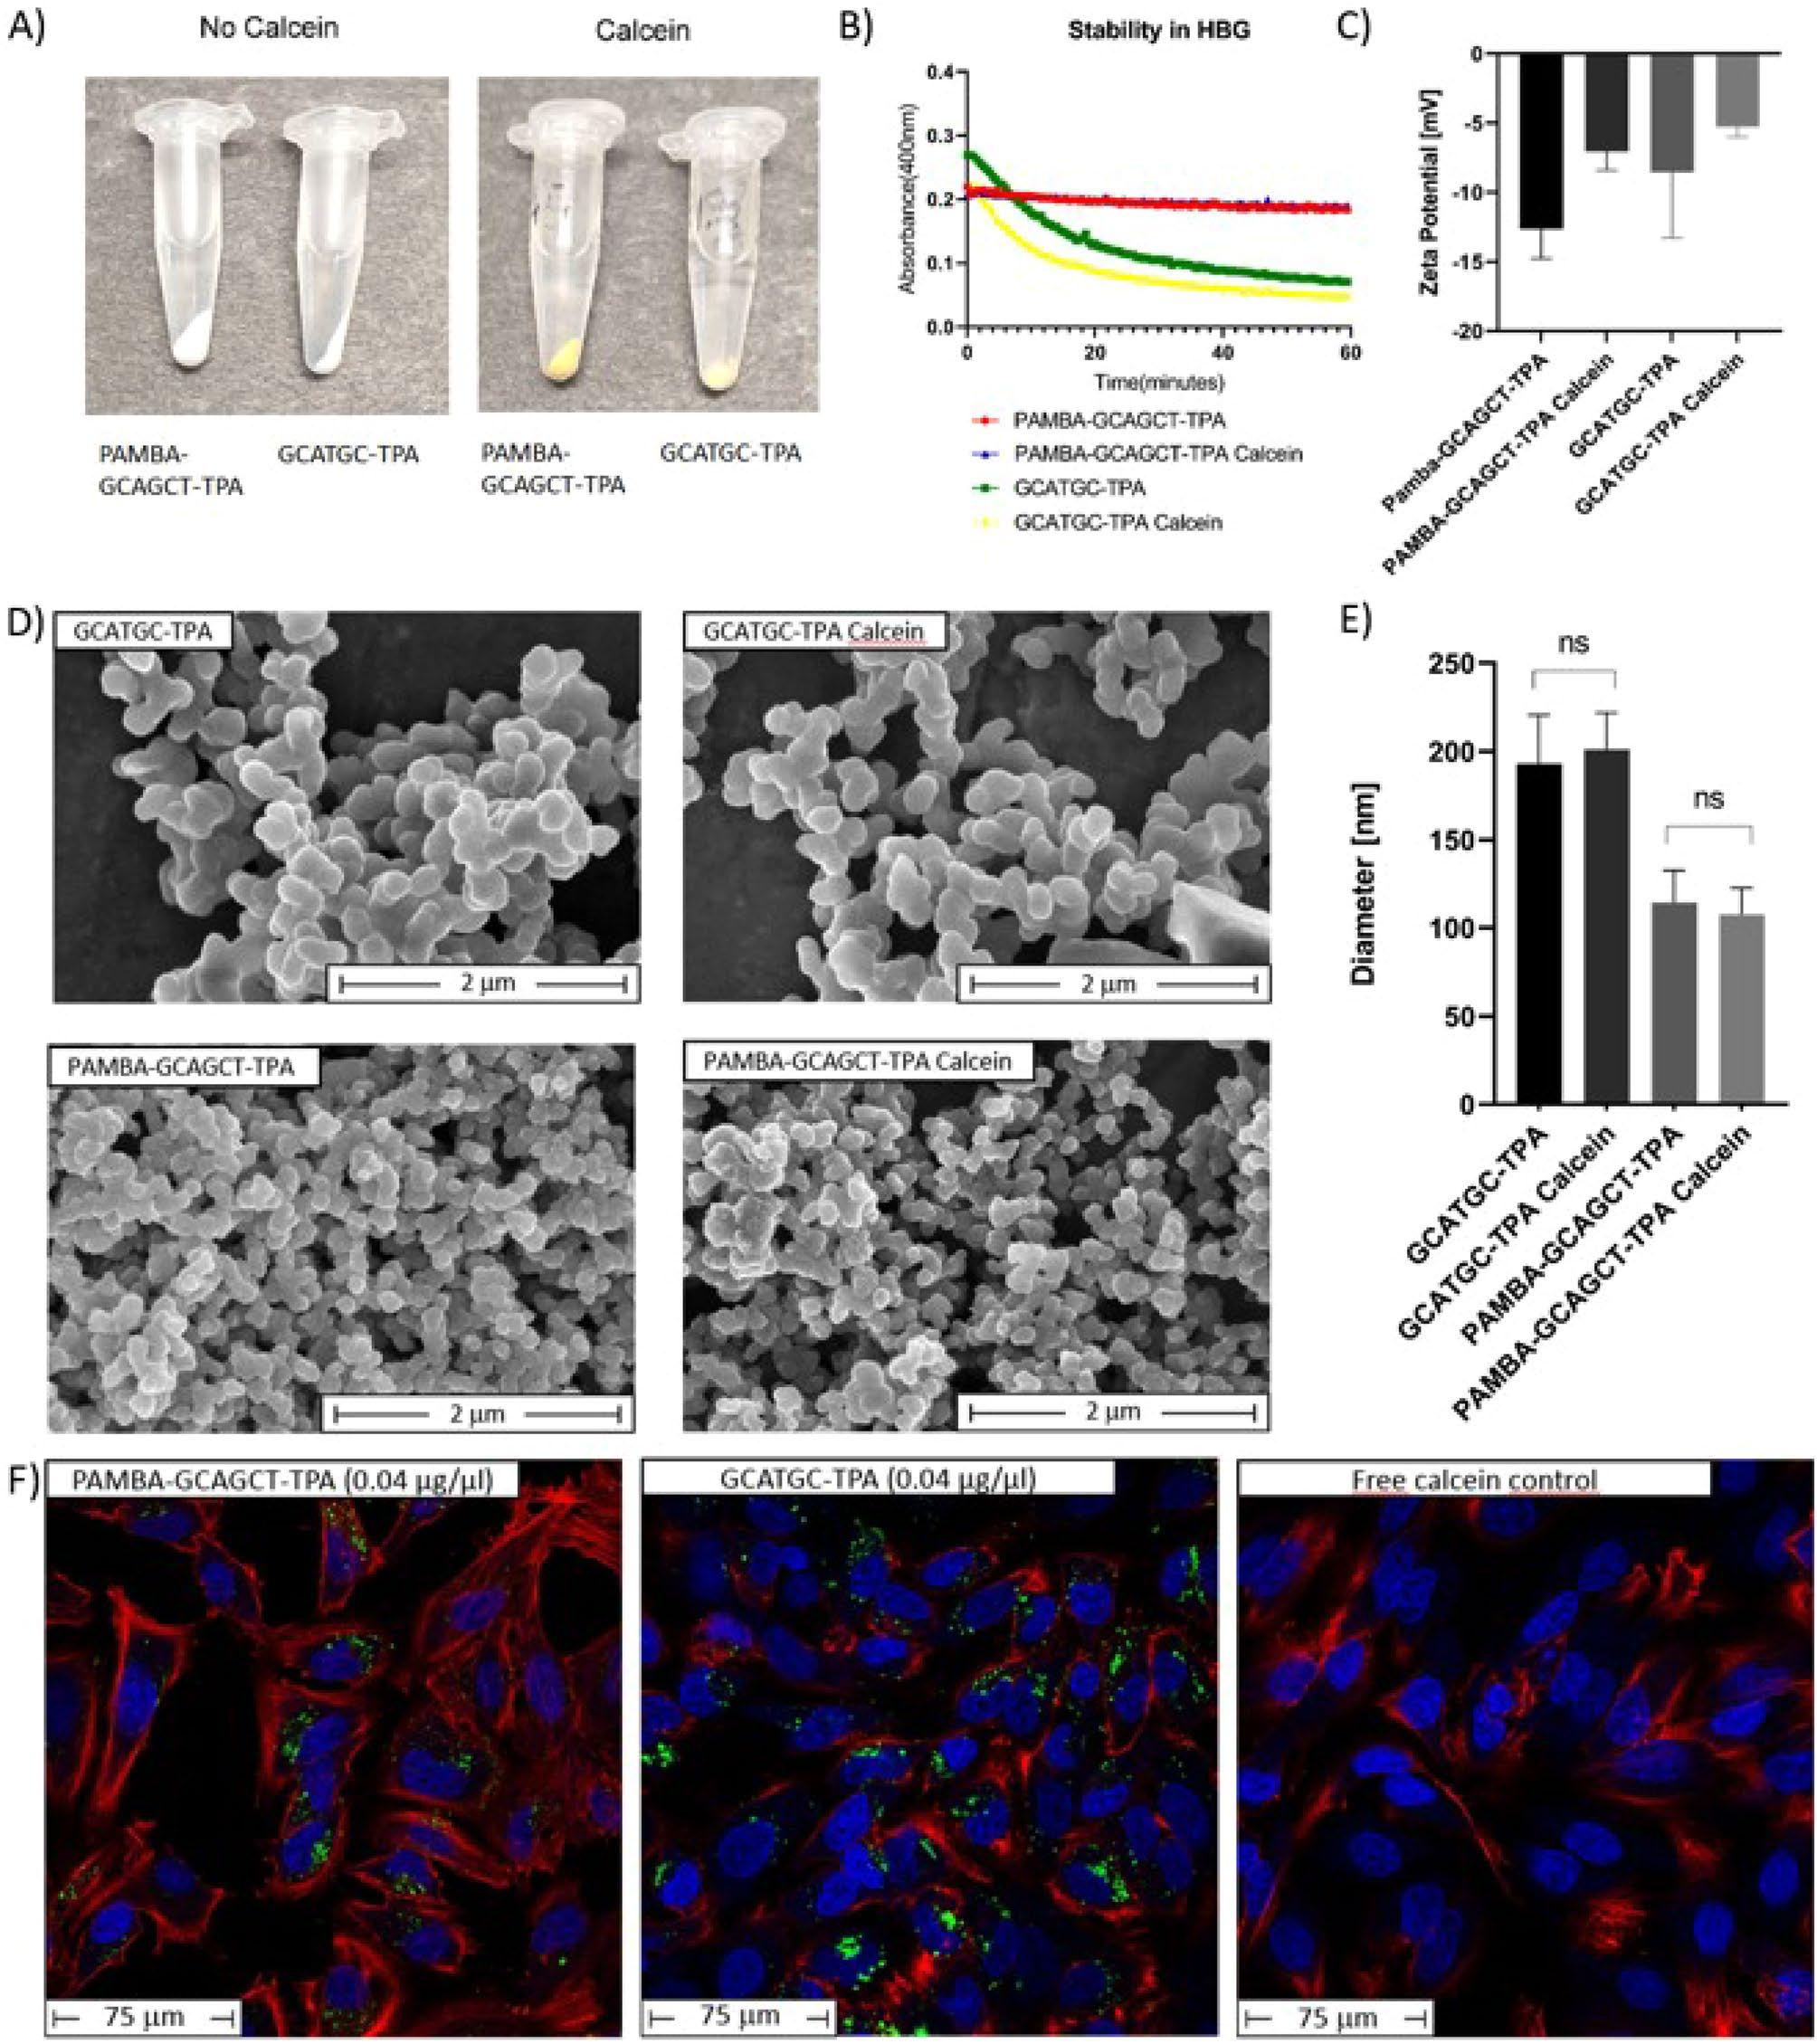 A)
No Calcein
Calcein
PAMBA-
GCAGCT-TPA
GCATGC-TPA
PAMBA-
GCAGCT-TPA
GCATGC-TPA
B)
Stability in HBG
Absorbance(400nm)
0.4
0.3
0.2
0.1
0.0
0
20
40
60
Time(minutes)
PAMBA-GCAGCT-TPA
PAMBA-GCAGCT-TPA Calcein
GCATGC-TPA
GCATGC-TPA Calcein
C)
Zeta Potential [mV]
0
-5
-10
-15
-20
Pamba-GCAGCT-TPA
PAMBA-GCAGCT-TPA Calcein
GCATGC-TPA
GCATGC-TPA Calcein
D)
GCATGC-TPA
2 µm
GCATGC-TPA Calcein
2 µm
PAMBA-GCAGCT-TPA
2 µm
PAMBA-GCAGCT-TPA Calcein
2 µm
E)
Diameter [nm]
250
200
150
100
50
0
ns
ns
GCATGC-TPA
GCATGC-TPA Calcein
PAMBA-GCAGCT-TPA
PAMBA-GCAGCT-TPA Calcein
F)
PAMBA-GCAGCT-TPA (0.04 µg/µl)
75 µm
GCATGC-TPA (0.04 µg/µl)
75 µm
Free calcein control
75 µm